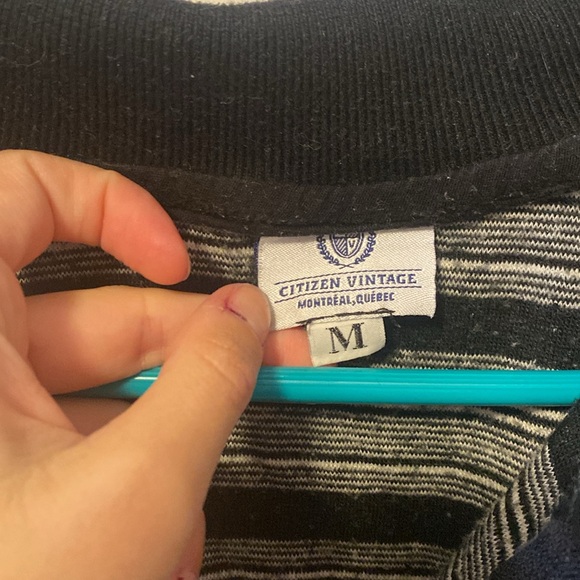 CITIZEN VINTAGE
MONTRÉAL, QUÉBEC
M